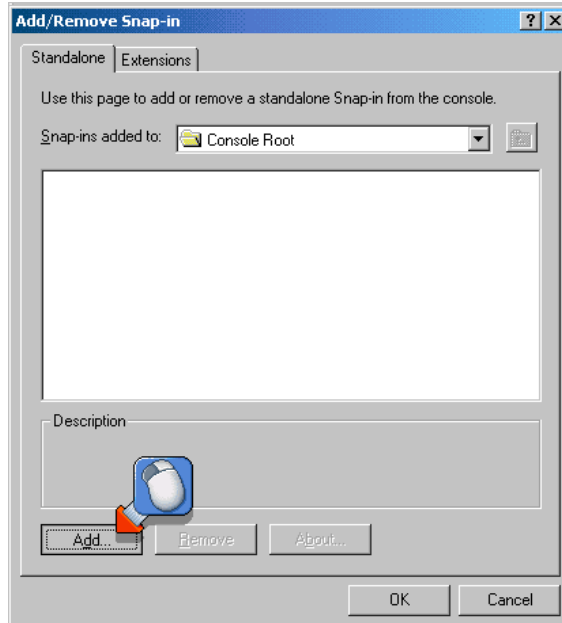 Add/Remove Snap-in
Standalone Extensions
Use this page to add or remove a standalone Snap-in from the console.
Snap-ins added to: Console Root
Description
Add... Remove About...
OK Cancel